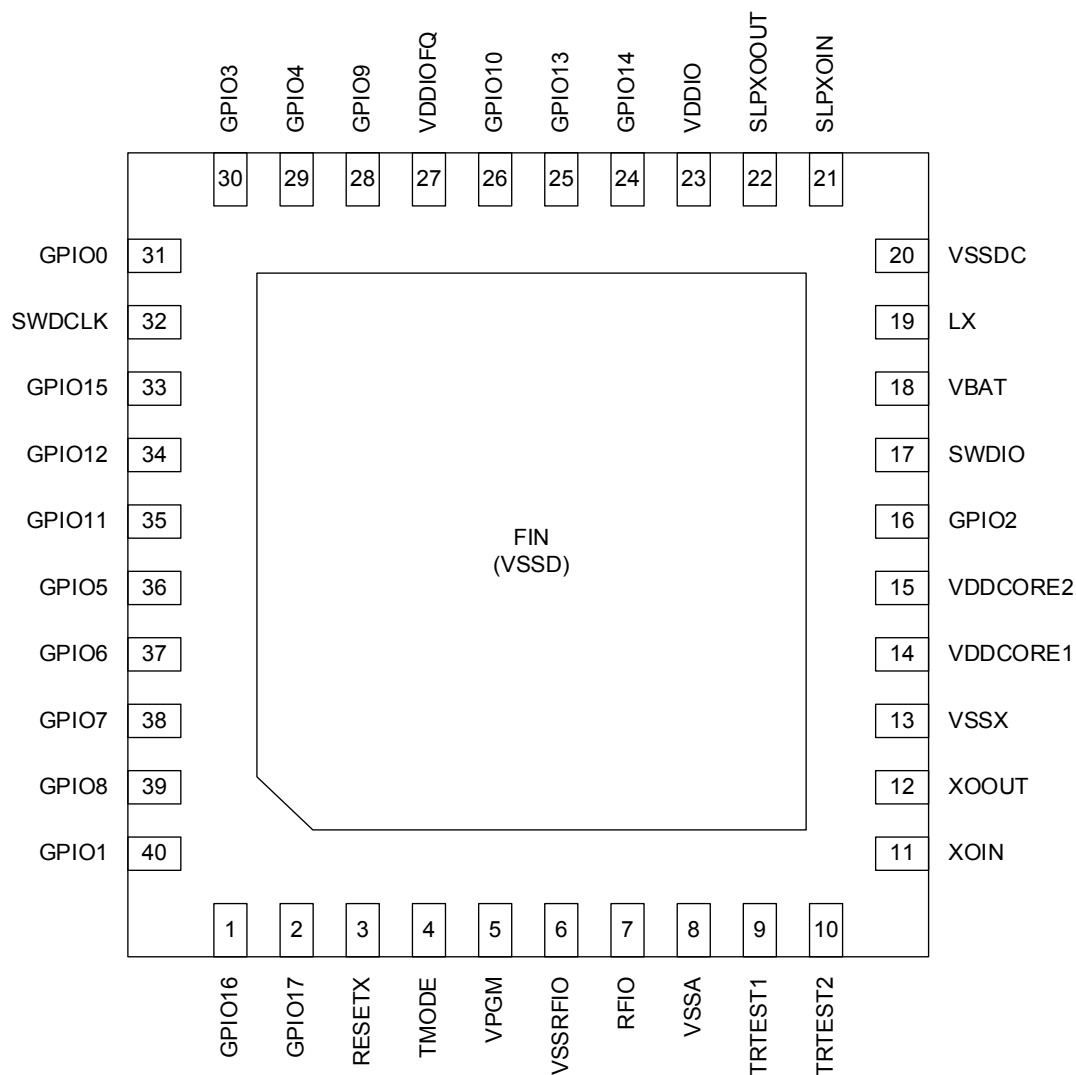 GPIO3
GPIO4
GPIO9
VDDIOFQ
GPIO10
GPIO13
GPIO14
VDDIO
SLPXOOUT
SLPXOIN
30
29
28
27
26
25
24
23
22
21
GPIO0 31
20 VSSDC
SWDCLK 32
19 LX
GPIO15 33
18 VBAT
GPIO12 34
17 SWDIO
GPIO11 35
16 GPIO2
FIN
(VSSD)
GPIO5 36
15 VDDCORE2
GPIO6 37
14 VDDCORE1
GPIO7 38
13 VSSX
GPIO8 39
12 XOOUT
GPIO1 40
11 XOIN
1
2
3
4
5
6
7
8
9
10
GPIO16
GPIO17
RESETX
TMODE
VPGM
VSSRFIO
RFIO
VSSA
TRTEST1
TRTEST2